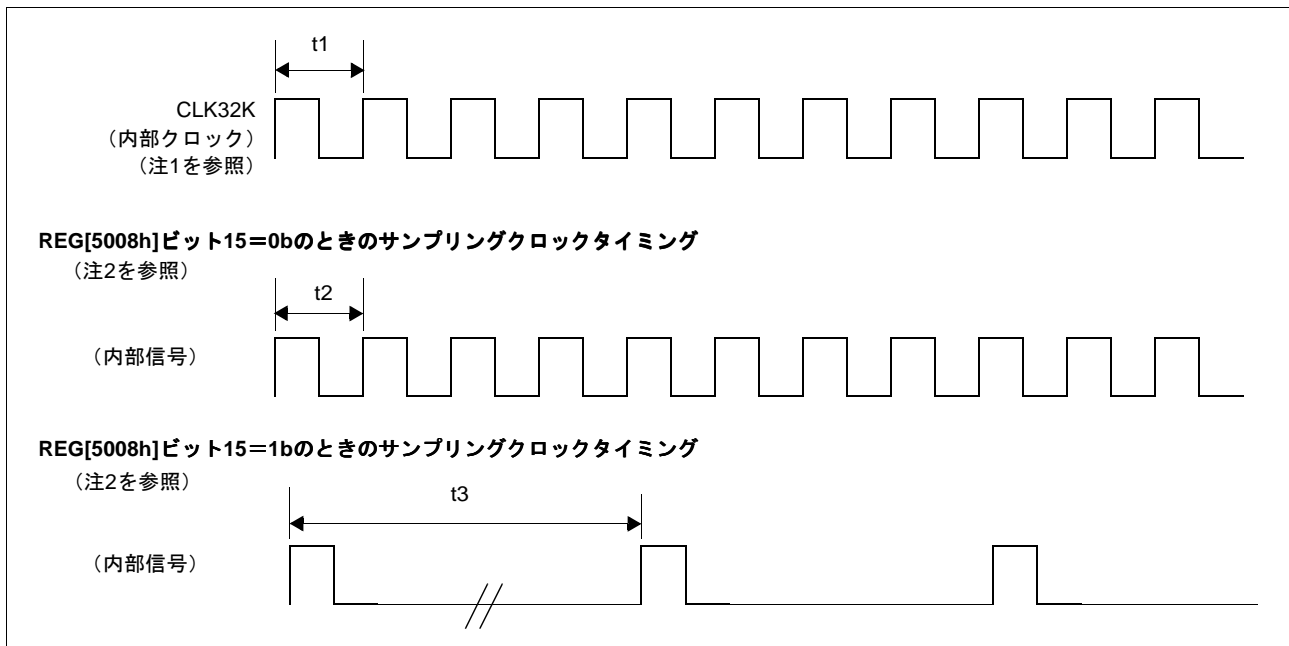 t1
CLK32K
（内部クロック）
（注1を参照）
REG[5008h]ビット15＝0bのときのサンプリングクロックタイミング
（注2を参照）
t2
（内部信号）
REG[5008h]ビット15＝1bのときのサンプリングクロックタイミング
（注2を参照）
t3
（内部信号）